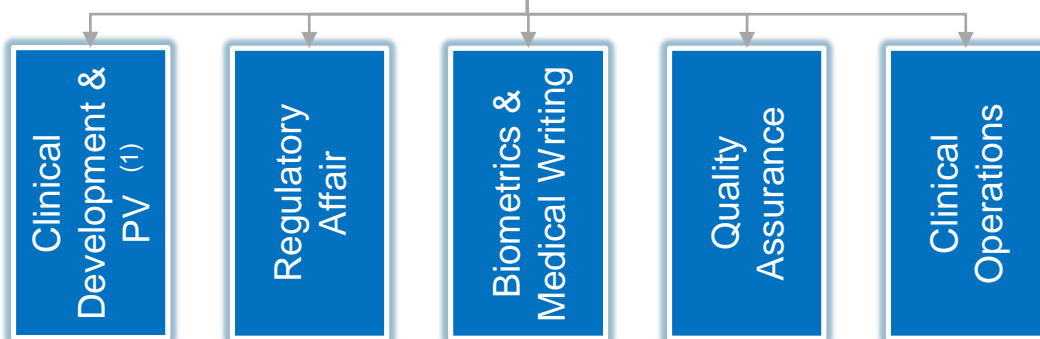 Clinical
Development &
PV (1)
Regulatory
Affair
Biometrics &
Medical Writing
Quality
Assurance
Clinical
Operations